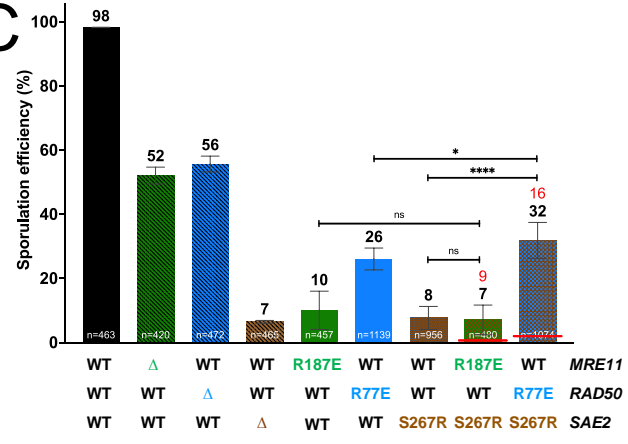 C
Sporulation efficiency (%)
100
80
60
40
20
0
98
52
56
7
10
26
8
9
7
16
32
*
****
ns
ns
n=463
n=420
n=472
n=465
n=457
n=1139
n=956
n=480
n=1074
WT Δ WT WT R187E WT WT R187E WT MRE11
WT WT Δ WT WT R77E WT WT R77E RAD50
WT WT WT Δ WT WT S267R S267R S267R SAE2